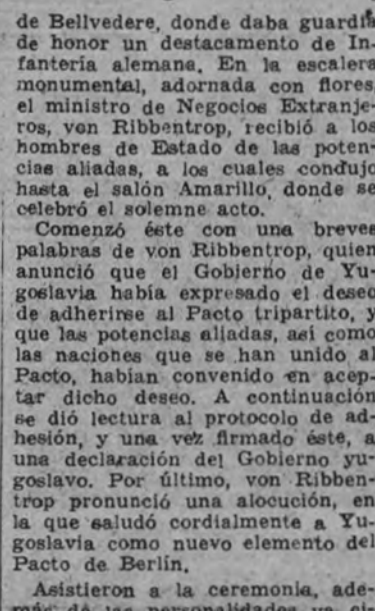 de Bellvedere, donde daba guardia
de honor un destacamento de In-
fantería alemana. En la escalera
monumental, adornada con flores
el ministro de Negocios Extranje-
ros, von Ribbentrop, recibió a los
hombres de Estado de las poten-
cias aliadas, a los cuales condujo
hasta el salón Amarillo, donde se
celebró el solemne acto.
Comenzó éste con una breves
palabras de von Ribbentrop, quien
anunció que el Gobierno de Yu-
goslavia había expresado el deseo
de adherirse al Pacto tripartito, y
que las potencias aliadas, así como
las naciones que se han unido al
Pacto, habían convenido en acep-
tar dicho deseo. A continuación
se dió lectura al protocolo de ad-
hesión, y una vez firmado éste, a
una declaración del Gobierno yu-
goslavo. Por último, von Ribben-
trop pronunció una alocución, en
la que saludó cordialmente a Yu-
goslavia como nuevo elemento del
Pacto de Berlín.
Asistieron a la ceremonia, ade-
más de las personalidades ya